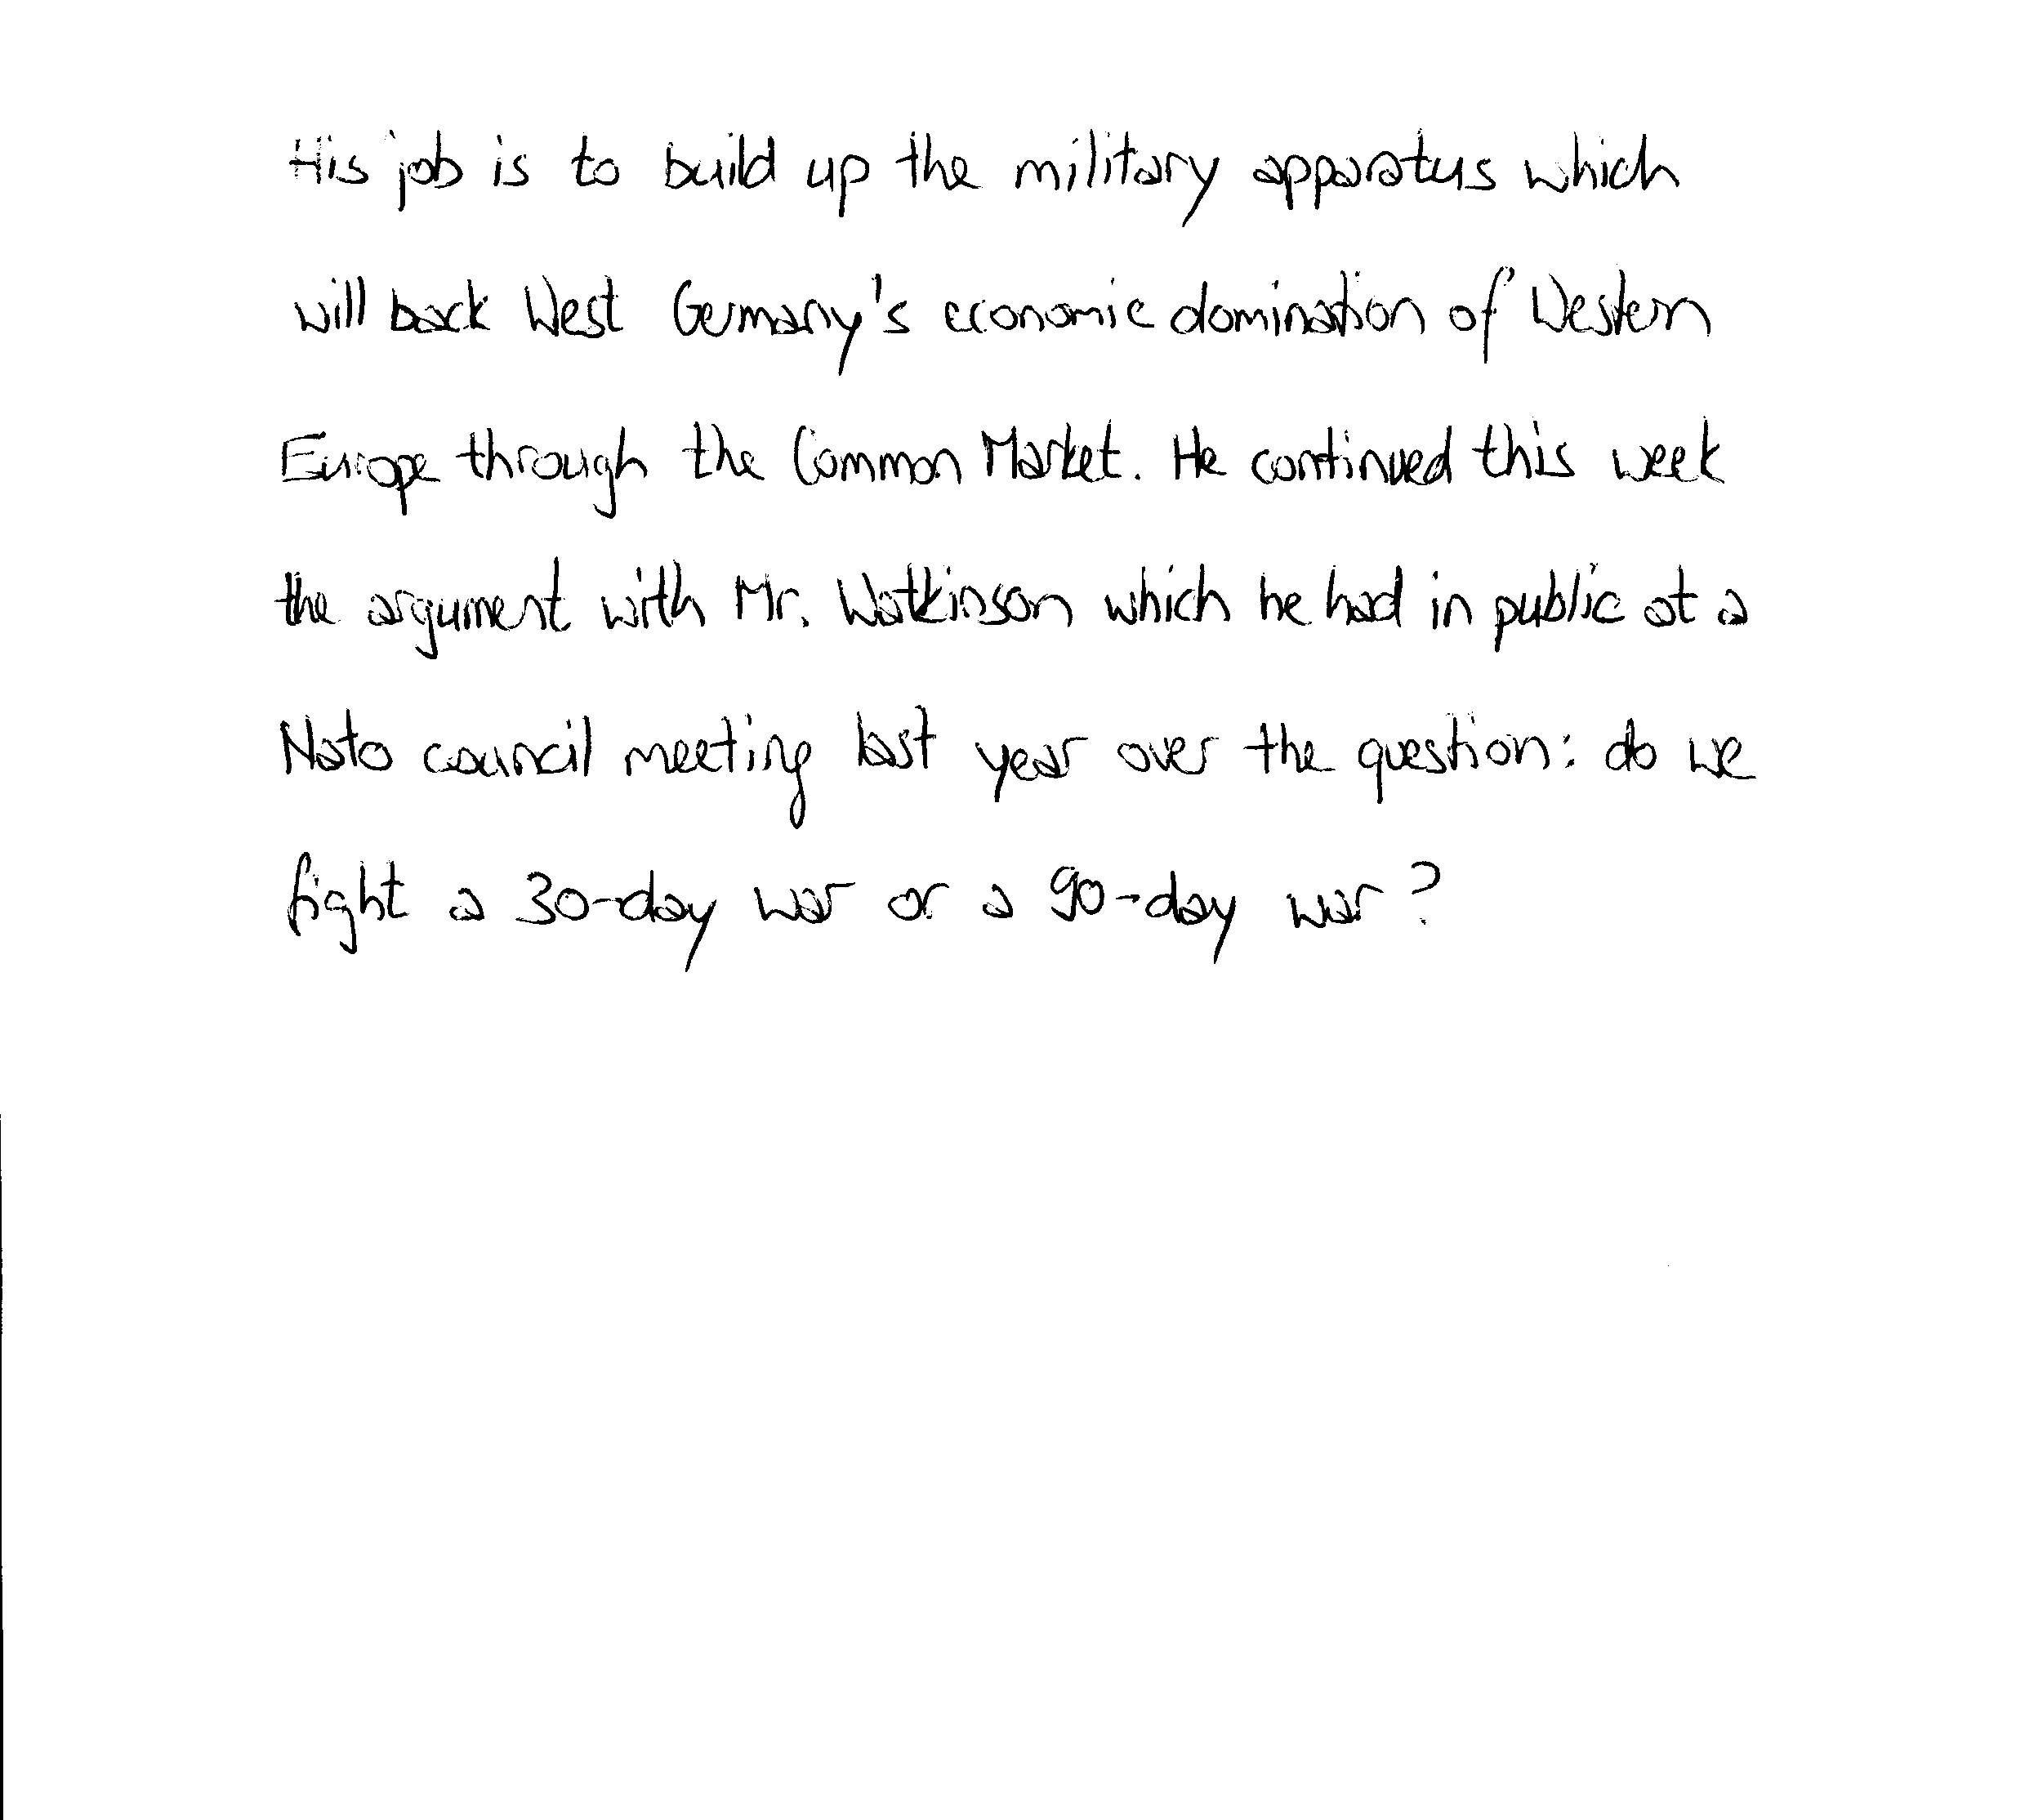 His job is to build up the military apparatus which
will back West Germany's economic domination of Western
Europe through the Common Market. He continued this week
the argument with Mr. Watkinson which he had in public at a
Nato council meeting last year over the question: do we
fight a 30-day war or a 90-day war?